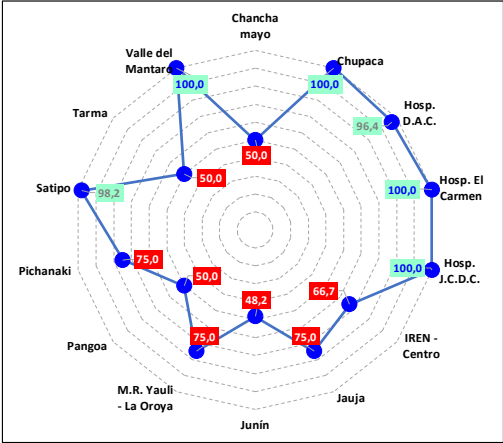 Chancha
mayo
Valle del
Mantaro
Chupaca
100,0
100,0
Hosp.
D.A.C.
Tarma
96,4
50,0
50,0
Hosp. El
Carmen
Satipo
98,2
100,0
75,0
100,0
Hosp.
J.C.D.C.
Pichanaki
50,0
66,7
48,2
75,0
75,0
Pangoa
IREN -
Centro
M.R. Yauli
- La Oroya
Jauja
Junín